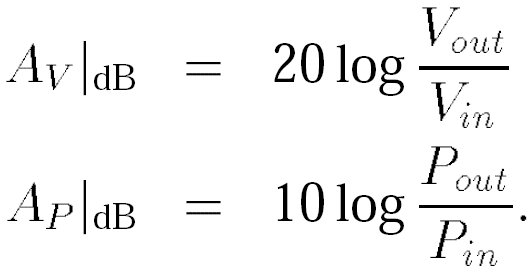 A_V|_dB = 20 log V_out/V_in
A_P|_dB = 10 log P_out/P_in.